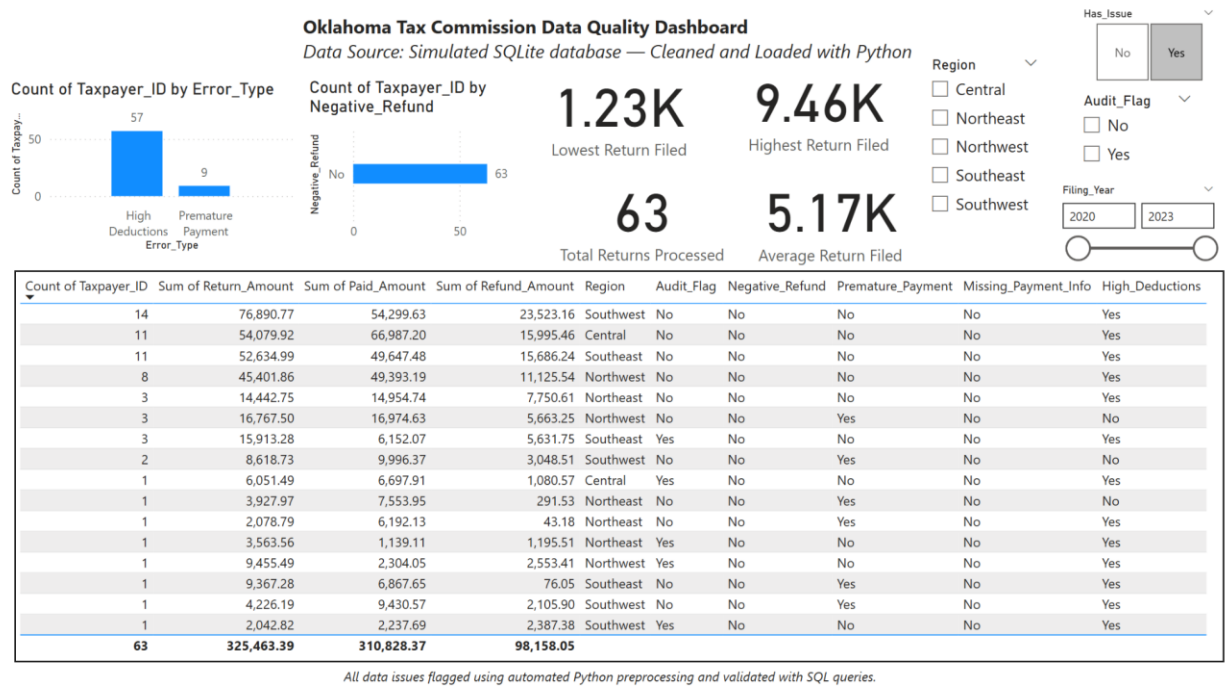 Oklahoma Tax Commission Data Quality Dashboard
Data Source: Simulated SQLite database — Cleaned and Loaded with Python
Has_Issue
No Yes
Count of Taxpayer_ID by Error_Type
Count of Taxpay...
50
0
57
9
High Deductions
Premature Payment
Error_Type
Count of Taxpayer_ID by
Negative_Refund
Negative_Refund
No
63
0 50
1.23K
Lowest Return Filed
9.46K
Highest Return Filed
63
Total Returns Processed
5.17K
Average Return Filed
Region
Central
Northeast
Northwest
Southeast
Southwest
Audit_Flag
No
Yes
Filing_Year
2020 2023
Count of Taxpayer_ID Sum of Return_Amount Sum of Paid_Amount Sum of Refund_Amount Region Audit_Flag Negative_Refund Premature_Payment Missing_Payment_Info High_Deductions
14 76,890.77 54,299.63 23,523.16 Southwest No No No No Yes
11 54,079.92 66,987.20 15,995.46 Central No No No No Yes
11 52,634.99 49,647.48 15,686.24 Southeast No No No No Yes
8 45,401.86 49,393.19 11,125.54 Northwest No No No No Yes
3 14,442.75 14,954.74 7,750.61 Northeast No No No No Yes
3 16,767.50 16,974.63 5,663.25 Northwest No No Yes No No
3 15,913.28 6,152.07 5,631.75 Southeast Yes No No No Yes
2 8,618.73 9,996.37 3,048.51 Southwest No No Yes No No
1 6,051.49 6,697.91 1,080.57 Central Yes No No No Yes
1 3,927.97 7,553.95 291.53 Northeast No No Yes No No
1 2,078.79 6,192.13 43.18 Northeast No No Yes No Yes
1 3,563.56 1,139.11 1,195.51 Northeast Yes No No No Yes
1 9,455.49 2,304.05 2,553.41 Northwest Yes No No No Yes
1 9,367.28 6,867.65 76.05 Southeast No No Yes No Yes
1 4,226.19 9,430.57 2,105.90 Southwest No No Yes No Yes
1 2,042.82 2,237.69 2,387.38 Southwest Yes No No No Yes
63 325,463.39 310,828.37 98,158.05
All data issues flagged using automated Python preprocessing and validated with SQL queries.